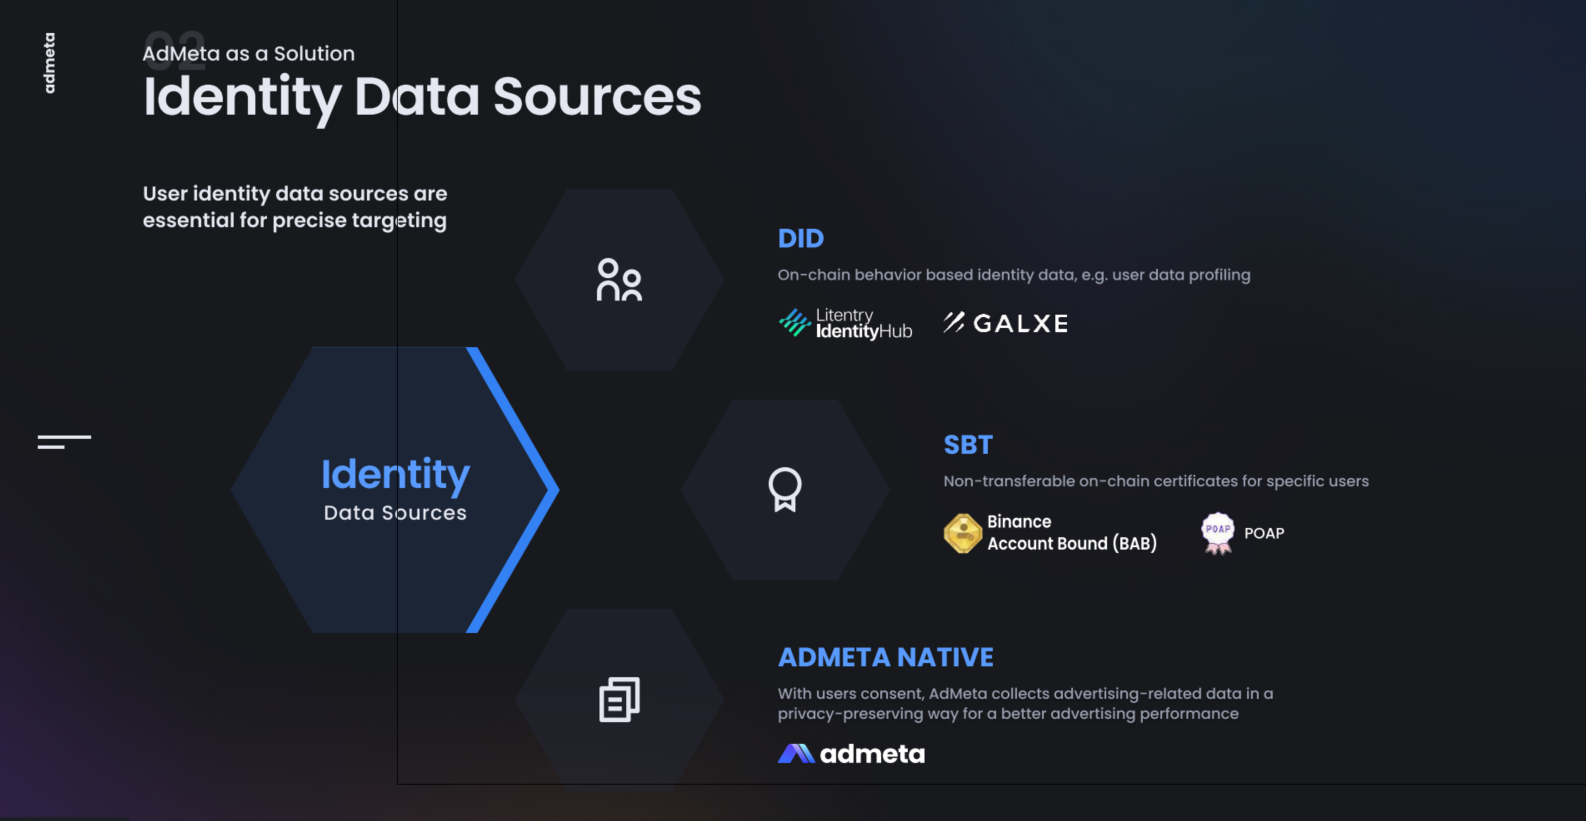 admeta
02
AdMeta as a Solution
Identity Data Sources
User identity data sources are
essential for precise targeting
DID
On-chain behavior based identity data, e.g. user data profiling
Litentry
IdentityHub
GALXE
Identity
Data Sources
SBT
Non-transferable on-chain certificates for specific users
Binance
Account Bound (BAB)
POAP
POAP
ADMETA NATIVE
With users consent, AdMeta collects advertising-related data in a
privacy-preserving way for a better advertising performance
admeta